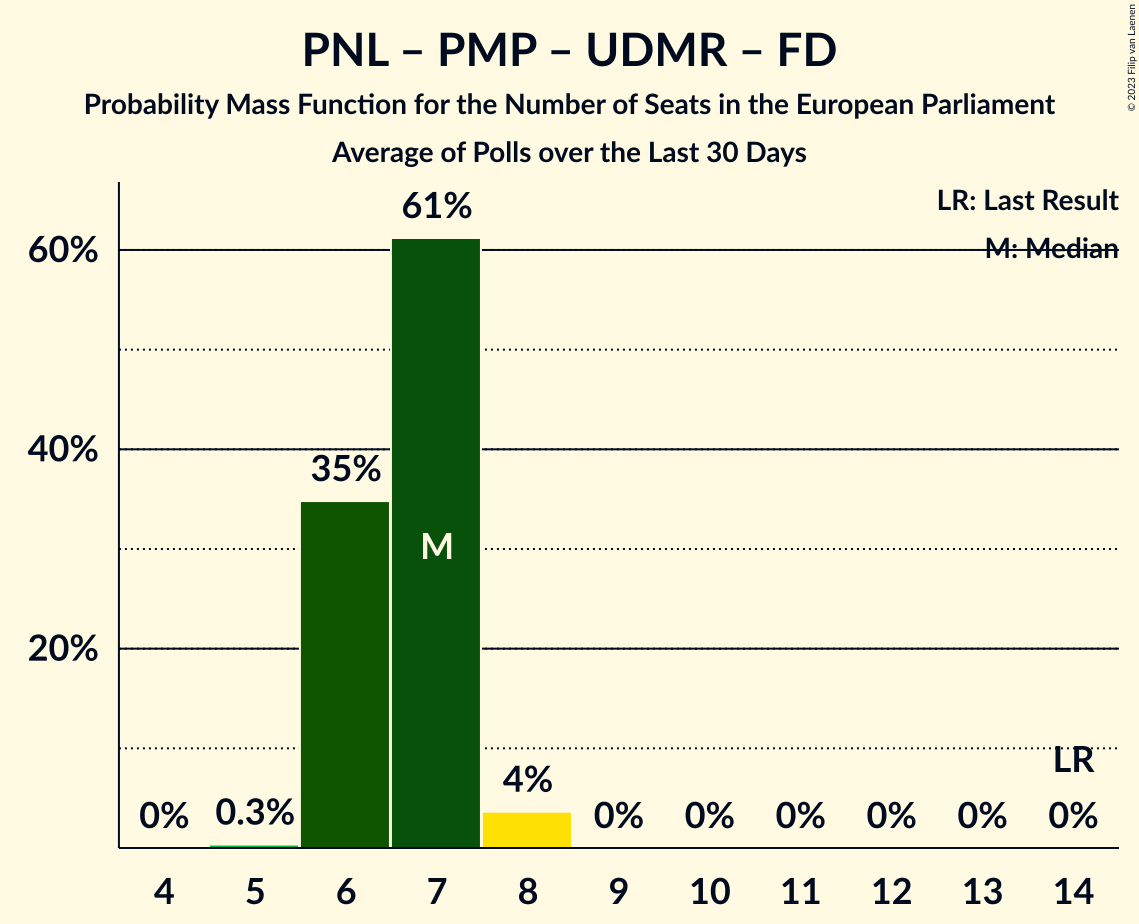 PNL – PMP – UDMR – FD
Probability Mass Function for the Number of Seats in the European Parliament
Average of Polls over the Last 30 Days
© 2023 Filip van Laenen
LR: Last Result
M: Median
61%
60%
40%
35%
M
20%
LR
4%
0% 0.3% 0% 0% 0% 0% 0% 0%
4 5 6 7 8 9 10 11 12 13 14